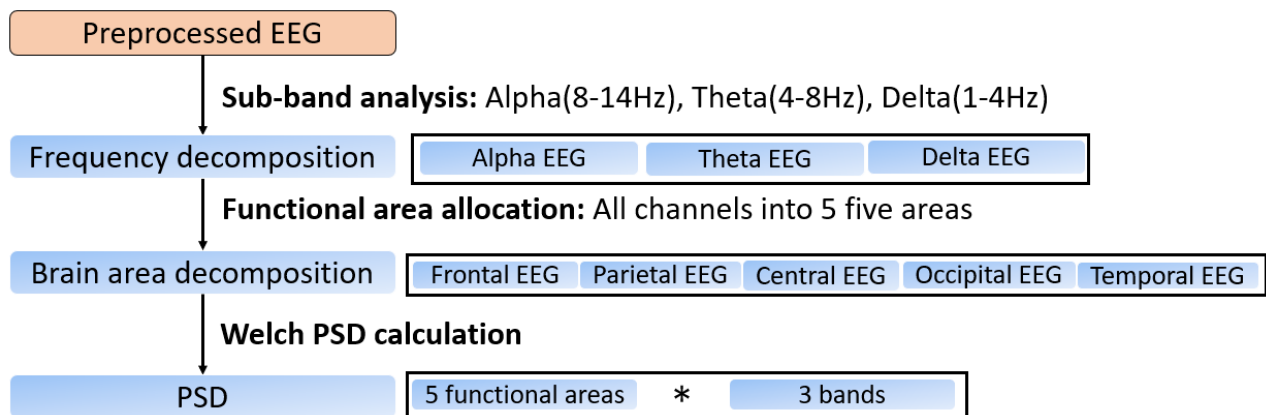 Preprocessed EEG
Sub-band analysis: Alpha(8-14Hz), Theta(4-8Hz), Delta(1-4Hz)
Frequency decomposition
Alpha EEG
Theta EEG
Delta EEG
Functional area allocation: All channels into 5 five areas
Brain area decomposition
Frontal EEG
Parietal EEG
Central EEG
Occipital EEG
Temporal EEG
Welch PSD calculation
PSD
5 functional areas
*
3 bands